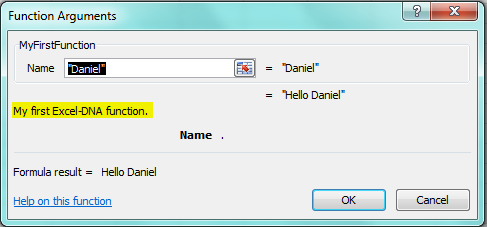 Function Arguments
MyFirstFunction
Name "Daniel" = "Daniel"
= "Hello Daniel"
My first Excel-DNA function.
Name .
Formula result = Hello Daniel
Help on this function OK Cancel